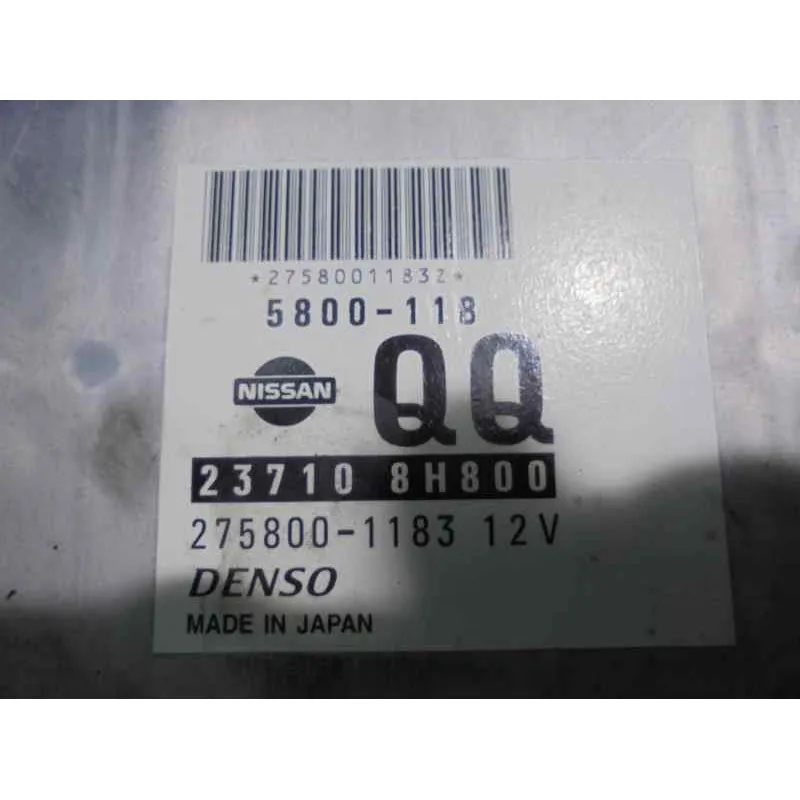 *27580011832*
5800-118
NISSAN QQ
23710 8H800
275800-1183 12V
DENSO
MADE IN JAPAN